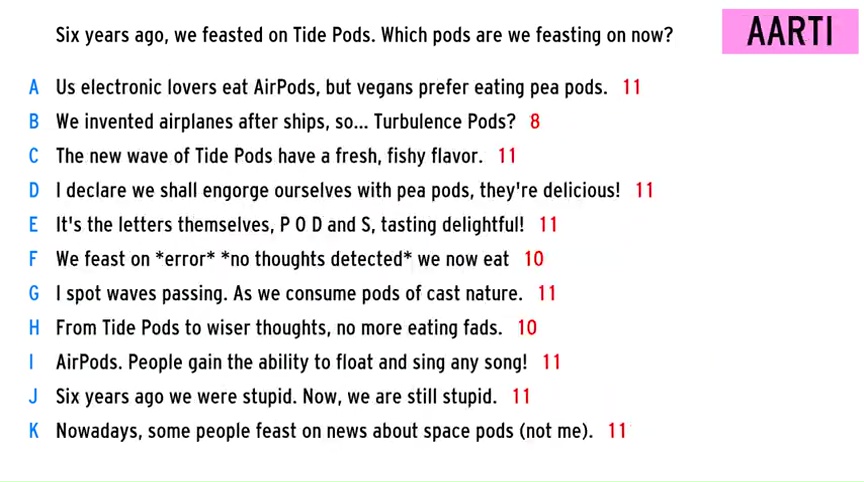 Six years ago, we feasted on Tide Pods. Which pods are we feasting on now?
AARTI
A Us electronic lovers eat AirPods, but vegans prefer eating pea pods. 11
B We invented airplanes after ships, so... Turbulence Pods? 8
C The new wave of Tide Pods have a fresh, fishy flavor. 11
D I declare we shall engorge ourselves with pea pods, they're delicious! 11
E It's the letters themselves, P O D and S, tasting delightful! 11
F We feast on *error* *no thoughts detected* we now eat 10
G I spot waves passing. As we consume pods of cast nature. 11
H From Tide Pods to wiser thoughts, no more eating fads. 10
I AirPods. People gain the ability to float and sing any song! 11
J Six years ago we were stupid. Now, we are still stupid. 11
K Nowadays, some people feast on news about space pods (not me). 11